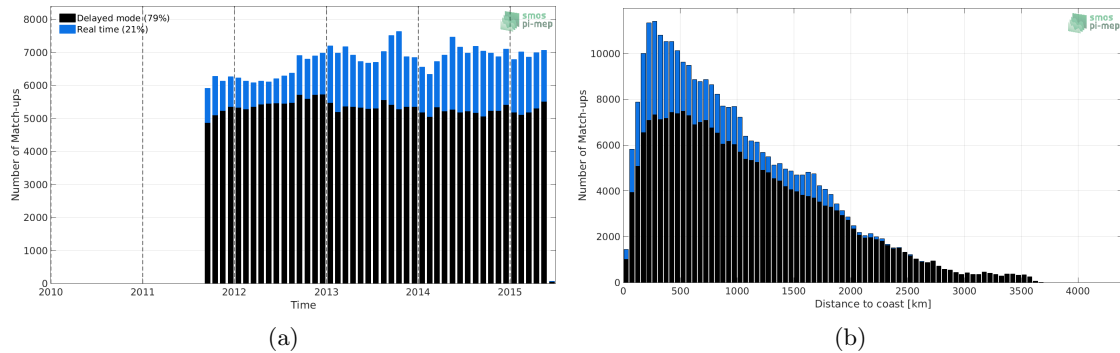 Delayed mode (79%)
Real time (21%)
smos
pi-mep
Number of Match-ups
8000
7000
6000
5000
4000
3000
2000
1000
0
2010 2011 2012 2013 2014 2015
Time
(a)
smos
pi-mep
Number of Match-ups
10000
8000
6000
4000
2000
0
0 500 1000 1500 2000 2500 3000 3500 4000
Distance to coast [km]
(b)